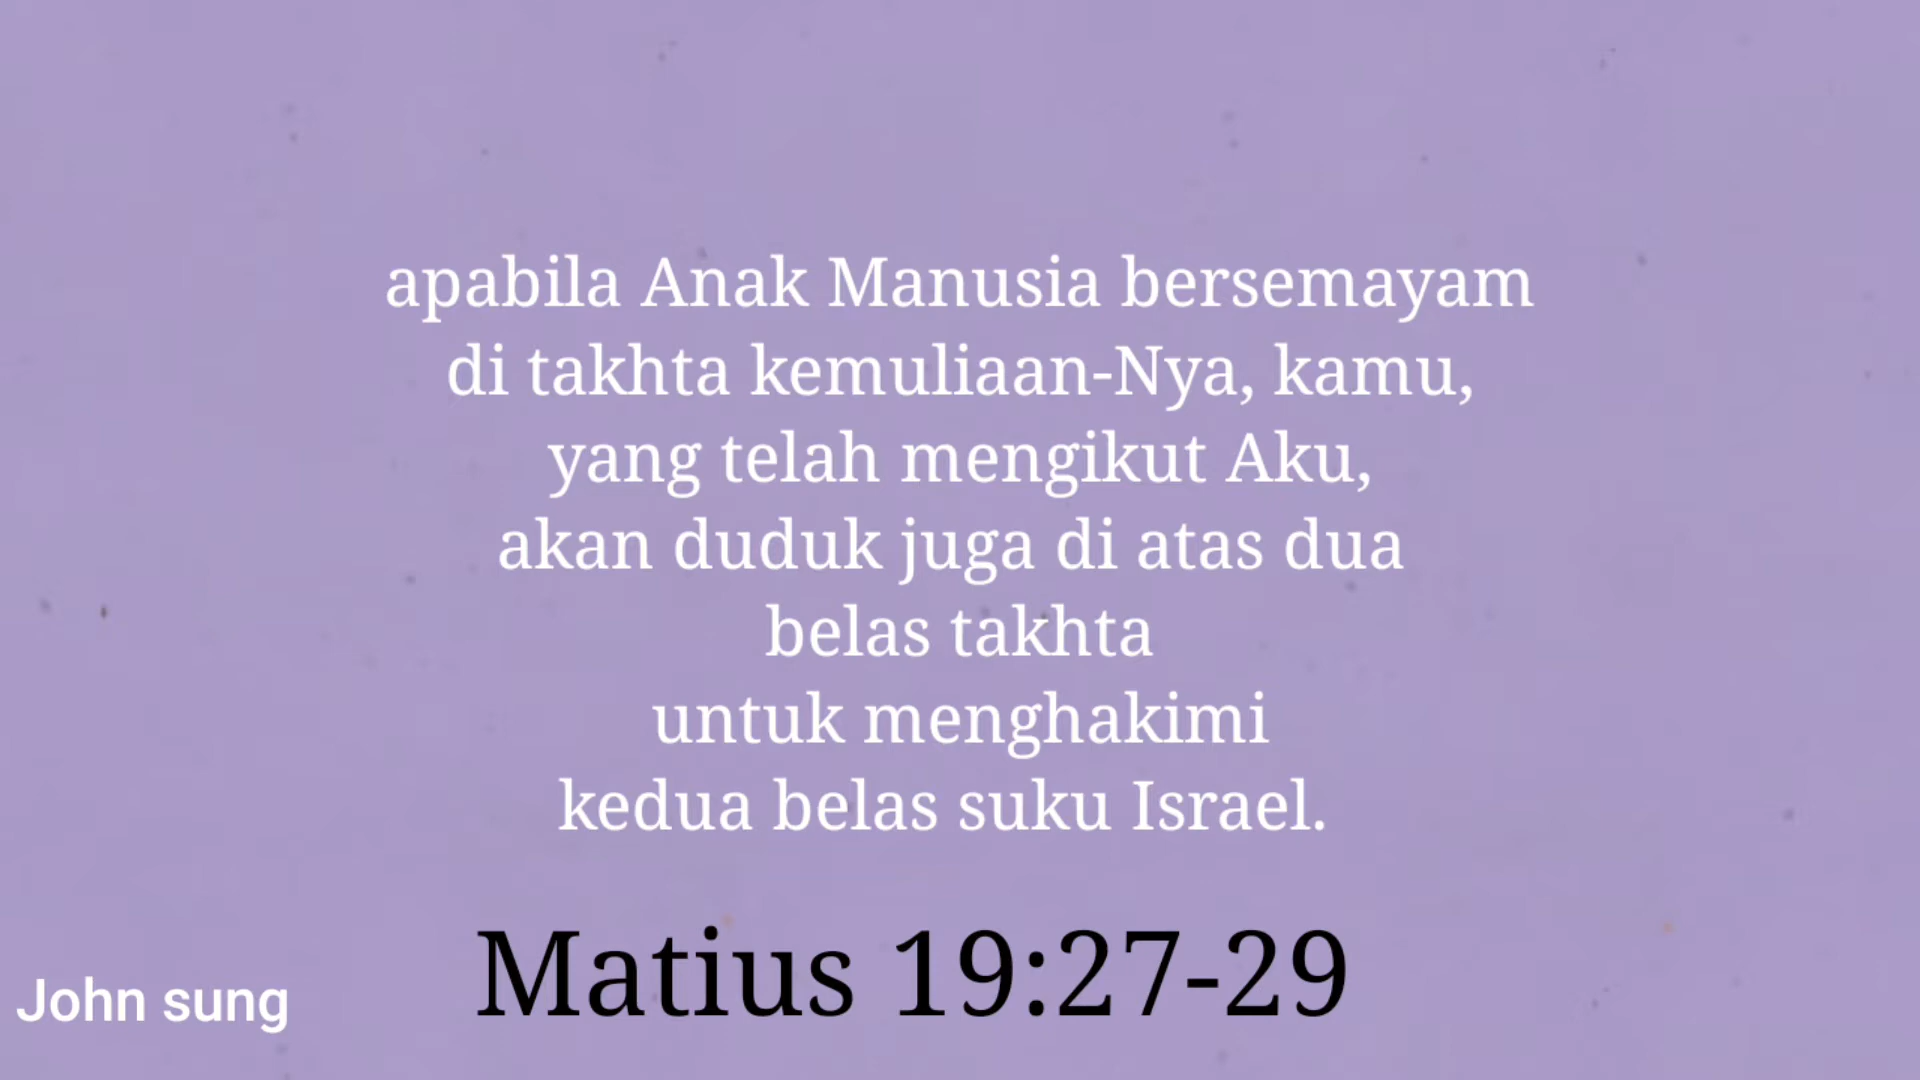 apabila Anak Manusia bersemayam
di takhta kemuliaan-Nya, kamu,
yang telah mengikut Aku,
akan duduk juga di atas dua
belas takhta
untuk menghakimi
kedua belas suku Israel.
Matius 19:27-29
John sung